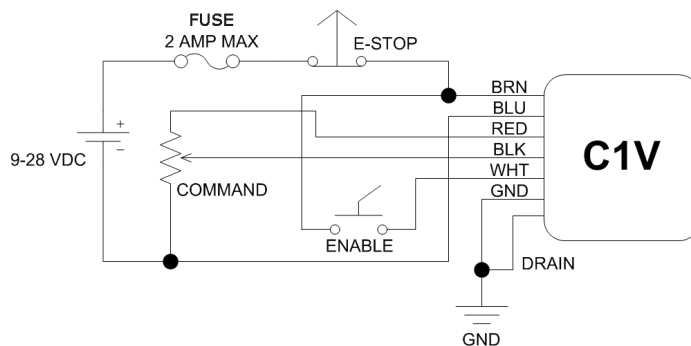 FUSE
2 AMP MAX
E-STOP
BRN
BLU
RED
BLK
WHT
GND
C1V
+
−
9-28 VDC
COMMAND
ENABLE
DRAIN
GND